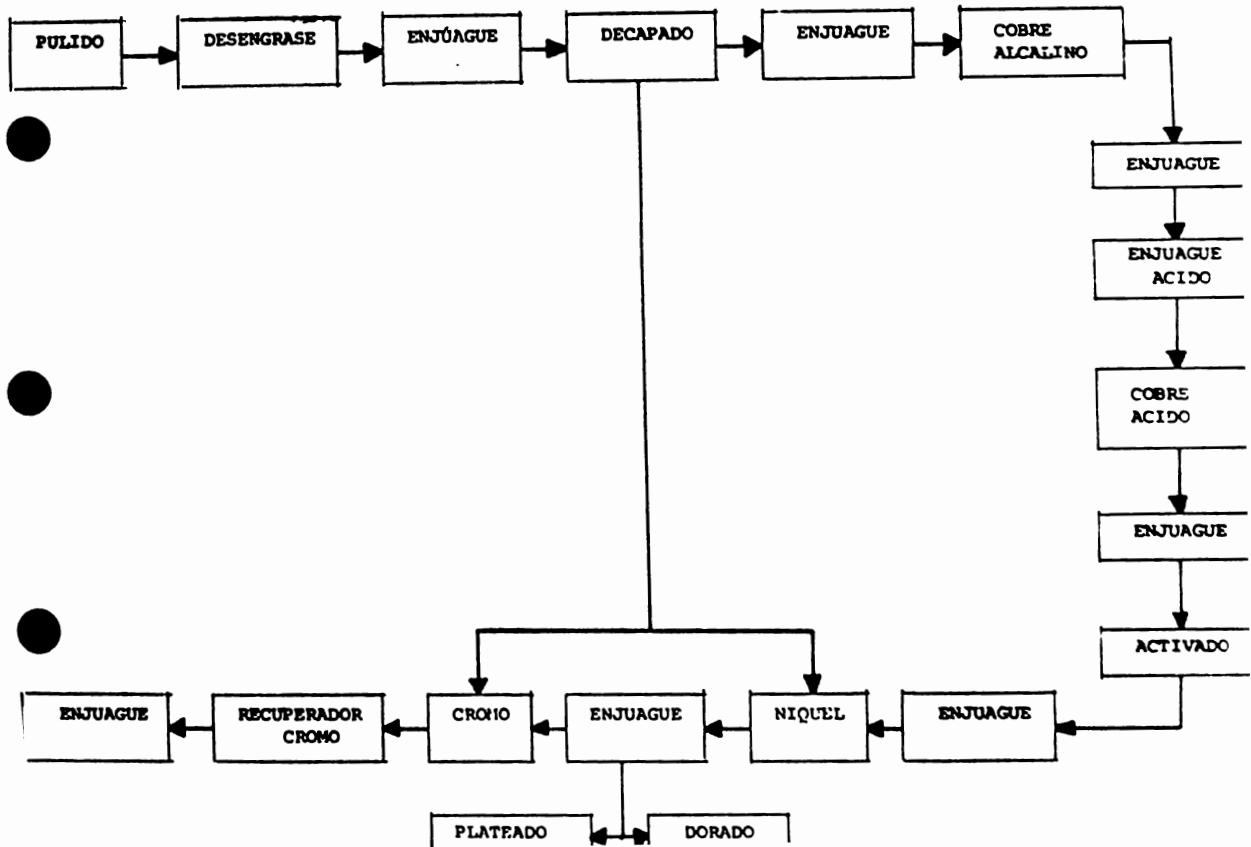 PULIDO
DESENGRASE
ENJÚAGUE
DECAPADO
ENJUAGUE
COBRE
ALCALINO
ENJUAGUE
ENJUAGUE
ACIDO
COBRE
ACIDO
ENJUAGUE
ACTIVADO
ENJUAGUE
NIQUEL
ENJUAGUE
CROMO
RECUPERADOR
CROMO
ENJUAGUE
PLATEADO
DORADO